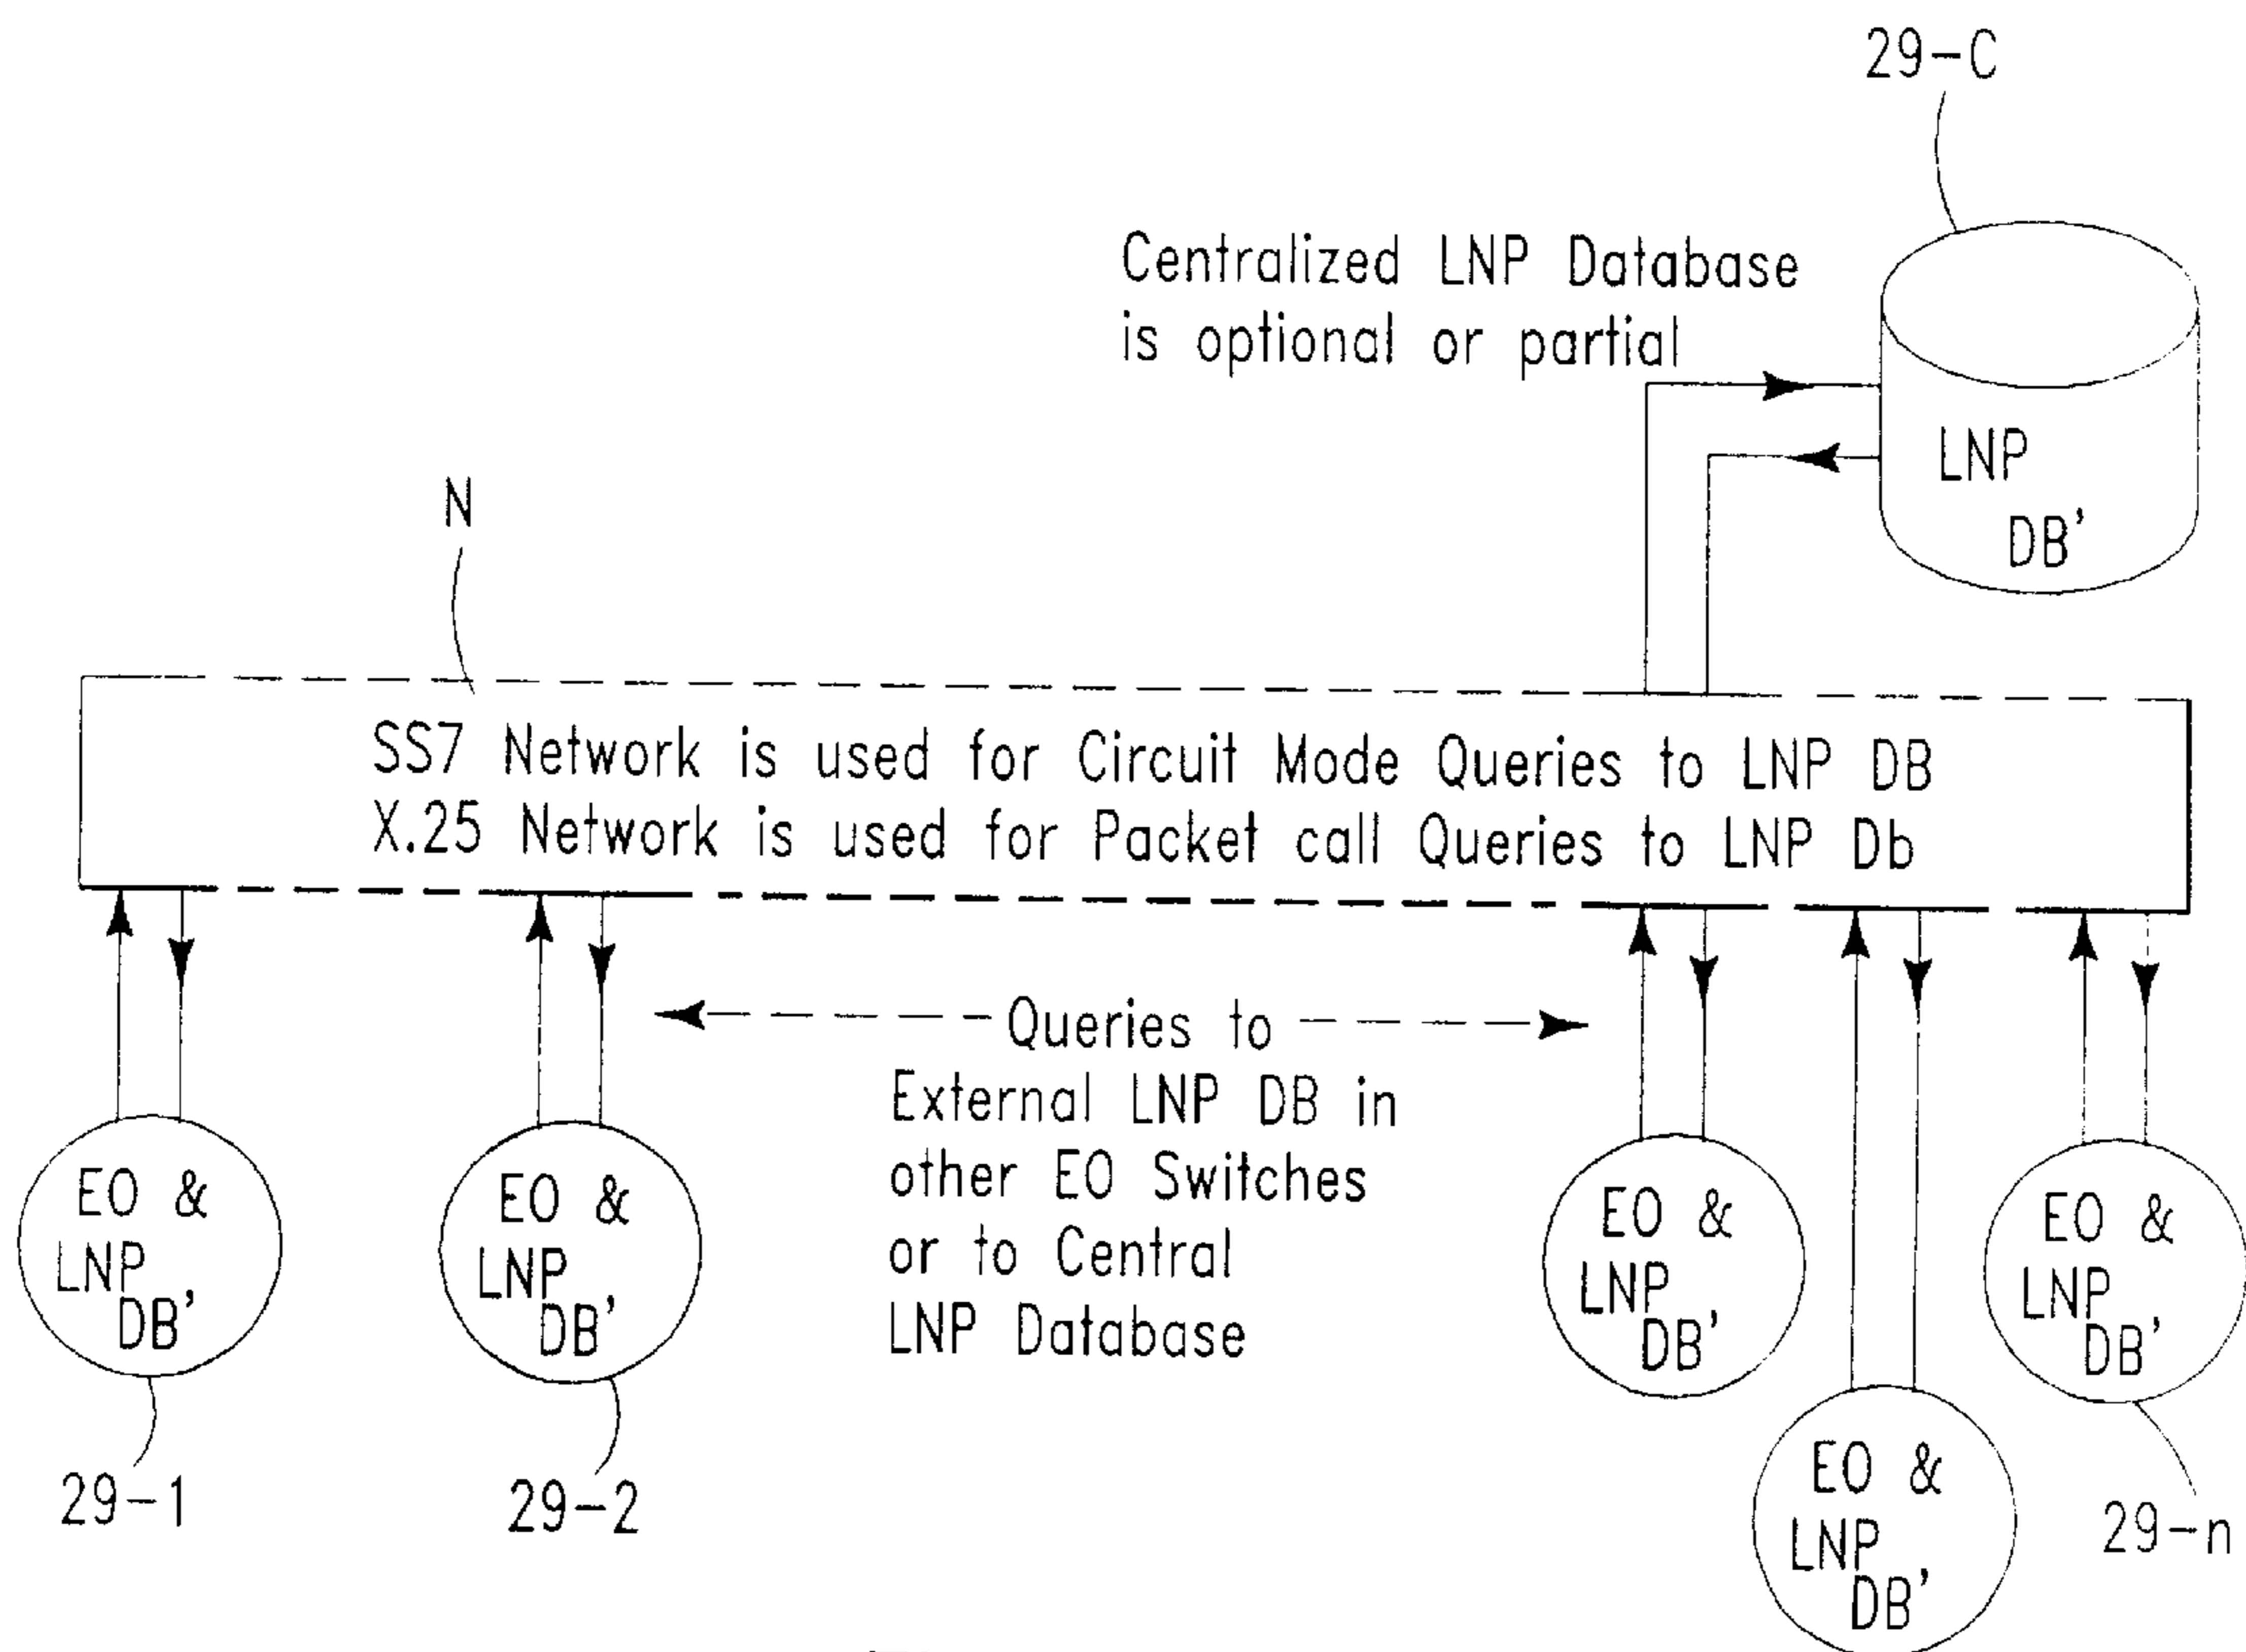 29-C
Centralized LNP Database
is optional or partial
LNP
DB'
N
SS7 Network is used for Circuit Mode Queries to LNP DB
X.25 Network is used for Packet call Queries to LNP Db
Queries to
External LNP DB in
other EO Switches
or to Central
LNP Database
EO &
LNP
DB'
29-1
EO &
LNP
DB'
29-2
EO &
LNP
DB'
EO &
LNP
DB'
EO &
LNP
DB'
29-n